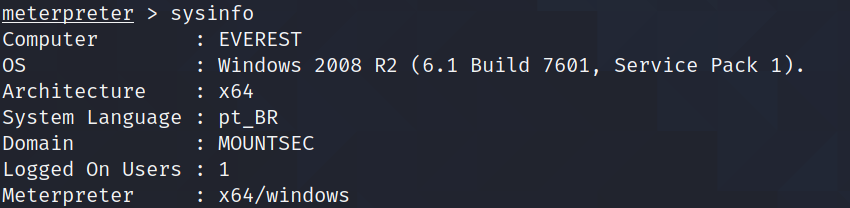 meterpreter > sysinfo
Computer        : EVEREST
OS              : Windows 2008 R2 (6.1 Build 7601, Service Pack 1).
Architecture    : x64
System Language : pt_BR
Domain          : MOUNTSEC
Logged On Users : 1
Meterpreter     : x64/windows